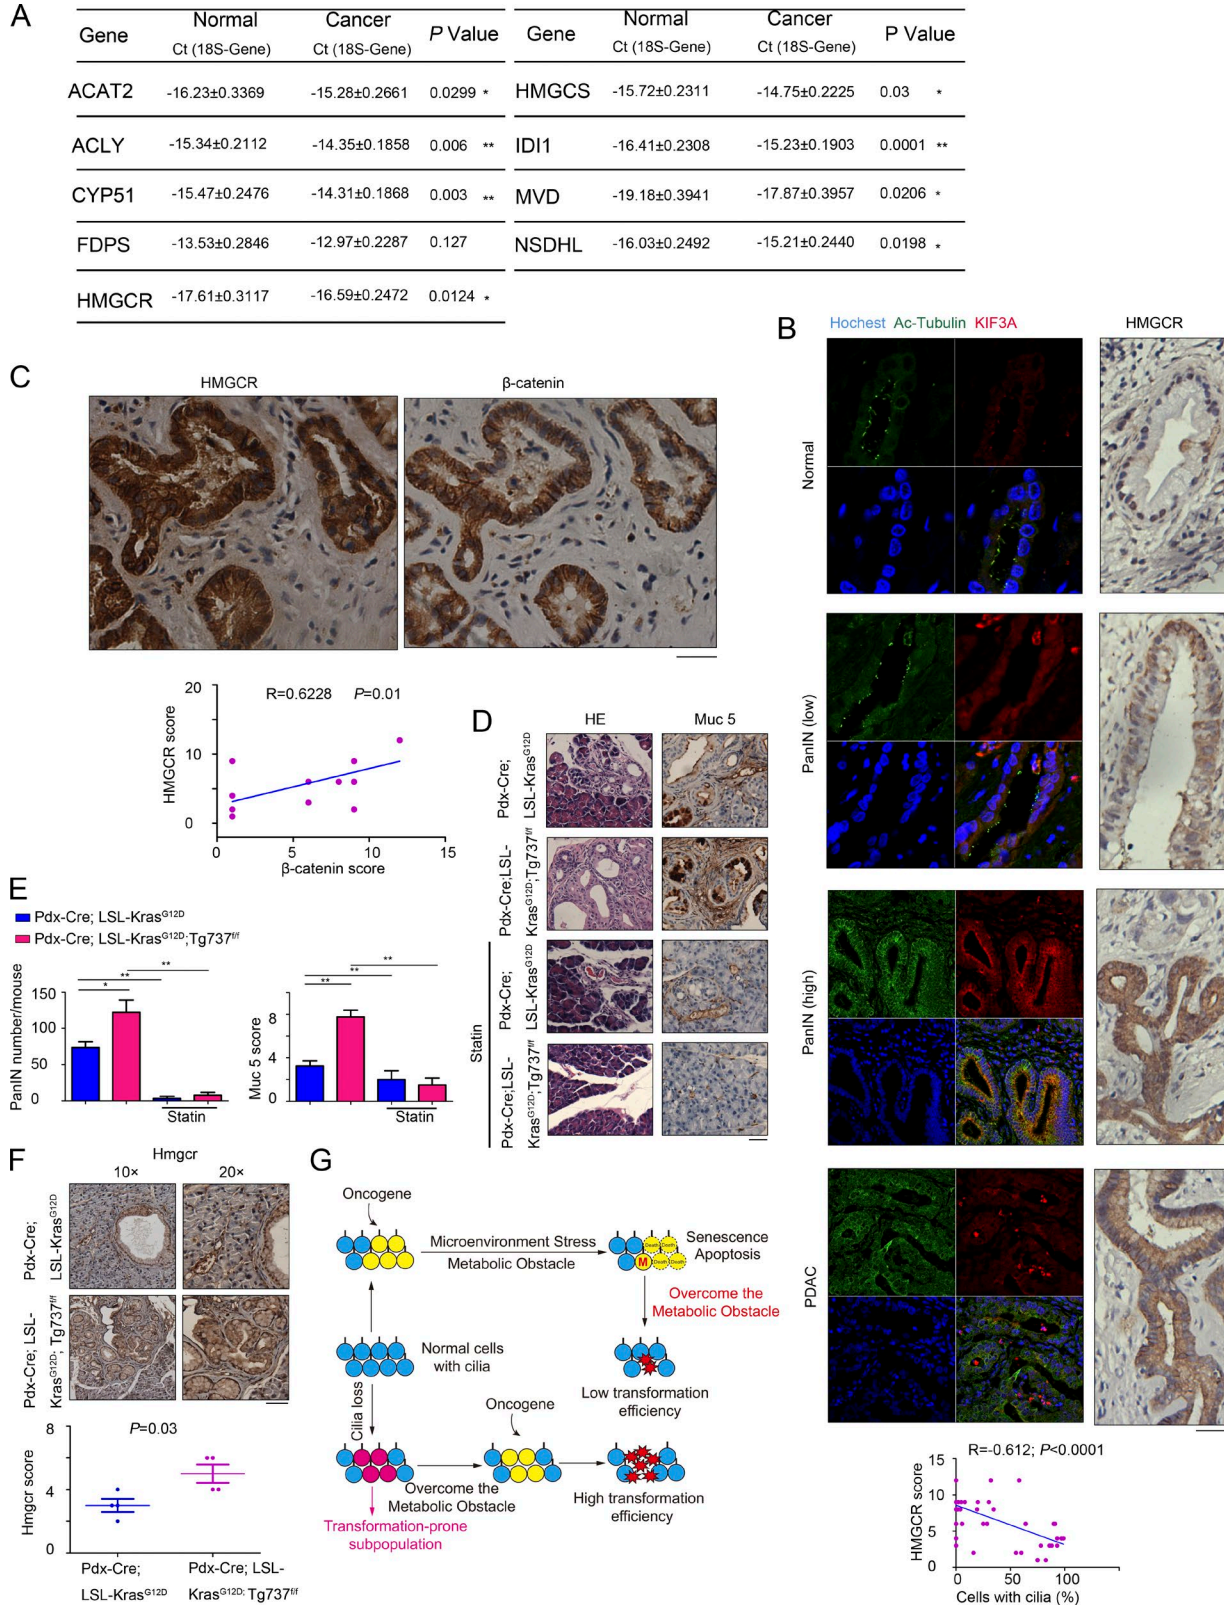 A
Gene Normal Cancer P Value Gene Normal Cancer P Value
Ct (18S-Gene) Ct (18S-Gene) Ct (18S-Gene) Ct (18S-Gene)
ACAT2 -16.23±0.3369 -15.28±0.2661 0.0299 * HMGCS -15.72±0.2311 -14.75±0.2225 0.03 *
ACLY -15.34±0.2112 -14.35±0.1858 0.006 ** IDI1 -16.41±0.2308 -15.23±0.1903 0.0001 **
CYP51 -15.47±0.2476 -14.31±0.1868 0.003 ** MVD -19.18±0.3941 -17.87±0.3957 0.0206 *
FDPS -13.53±0.2846 -12.97±0.2287 0.127 NSDHL -16.03±0.2492 -15.21±0.2440 0.0198 *
HMGCR -17.61±0.3117 -16.59±0.2472 0.0124 *
B
Hochest Ac-Tubulin KIF3A HMGCR
Normal
PanIN (low)
PanIN (high)
PDAC
R=-0.612; P<0.0001
HMGCR score
15
10
5
0
0 50 100
Cells with cilia (%)
C
HMGCR β-catenin
R=0.6228 P=0.01
HMGCR score
20
10
0
0 5 10 15
β-catenin score
D
HE Muc 5
Pdx-Cre;
LSL-KrasG12D
Pdx-Cre;LSL-
KrasG12D;Tg737f/f
Statin
Pdx-Cre;
LSL-KrasG12D
Pdx-Cre;LSL-
KrasG12D;Tg737f/f
E
Pdx-Cre; LSL-KrasG12D
Pdx-Cre; LSL-KrasG12D;Tg737f/f
PanIN number/mouse
150
100
50
0
**
**
*
Statin
Muc 5 score
8
4
0
**
**
**
Statin
F
Hmgcr
10× 20×
Pdx-Cre;
LSL-KrasG12D
Pdx-Cre; LSL-
KrasG12D; Tg737f/f
P=0.03
Hmgcr score
8
4
0
Pdx-Cre; Pdx-Cre; LSL-
LSL-KrasG12D KrasG12D; Tg737f/f
G
Oncogene
Microenvironment Stress
Metabolic Obstacle
Death Death
M Death Death
Senescence
Apoptosis
Overcome the
Metabolic Obstacle
Normal cells
with cilia
Low transformation
efficiency
Cilia loss
Oncogene
Overcome the
Metabolic Obstacle
High transformation
efficiency
Transformation-prone
subpopulation